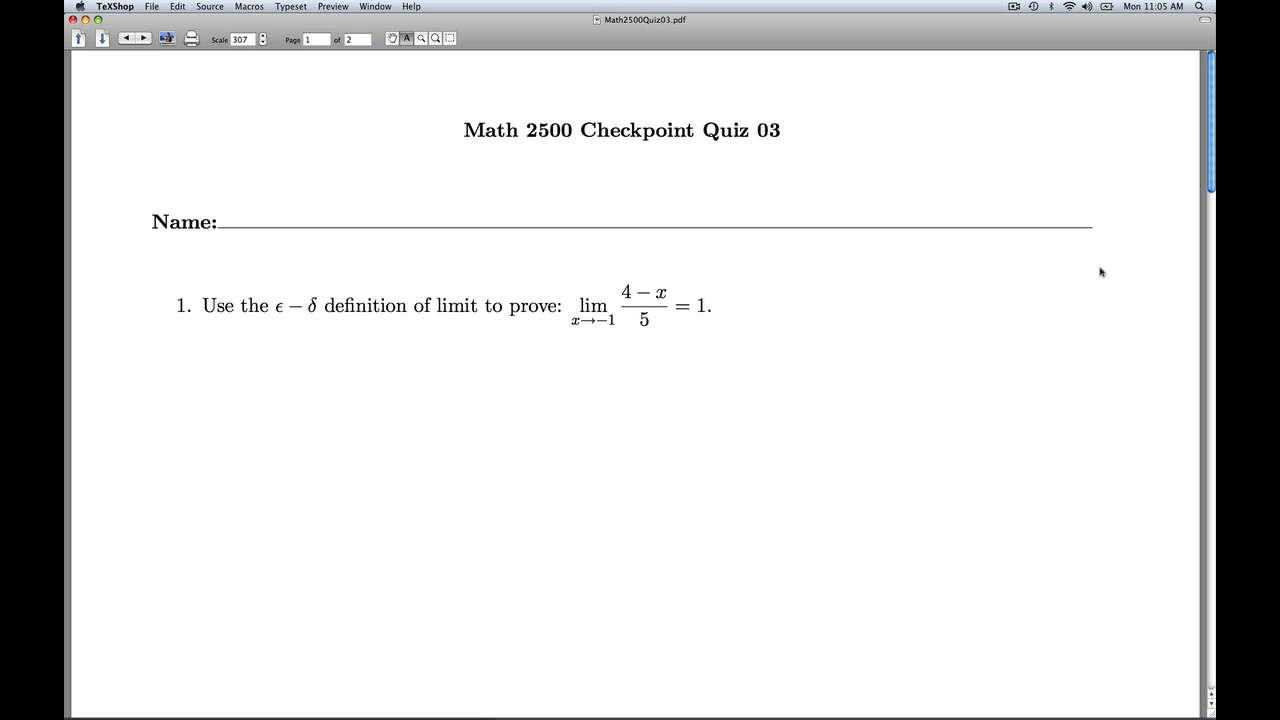 TeXShop File Edit Source Macros Typeset Preview Window Help Mon 11:05 AM
Math2500Quiz03.pdf
Scale 307 Page 1 of 2 A
Math 2500 Checkpoint Quiz 03
Name:
1. Use the ϵ − δ definition of limit to prove: lim x→−1 (4 − x)/5 = 1.